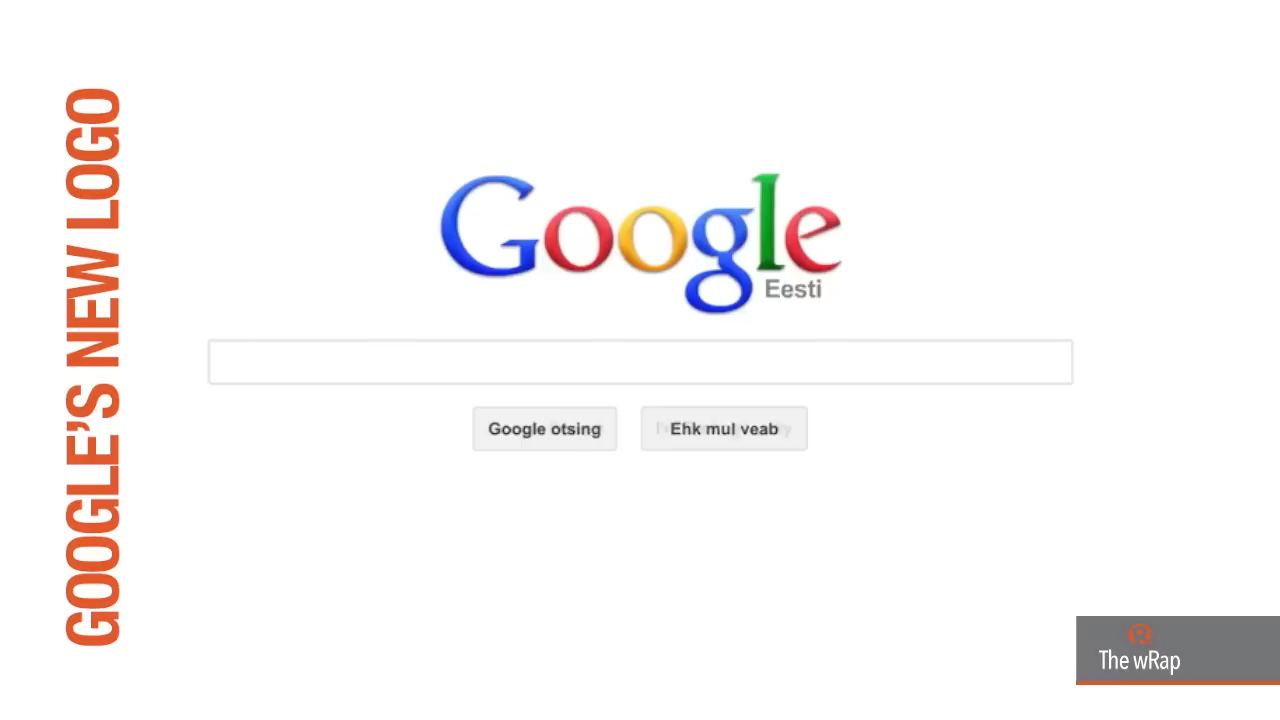 GOOGLE'S NEW LOGO
Google
Eesti
Google otsing
Ehk mul veab
The wRap